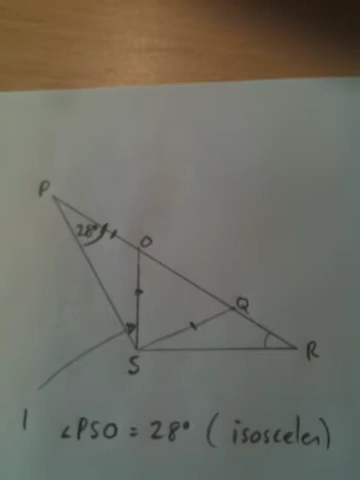 P
28°
O
Q
R
S
1 ∠PSO = 28° (isosceles)